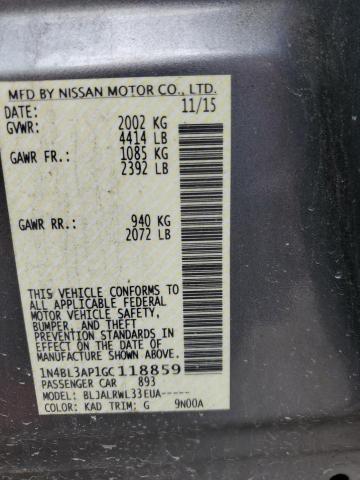 MFD BY NISSAN MOTOR CO., LTD.
DATE: 11/15
GVWR: 2002 KG
4414 LB
GAWR FR.: 1085 KG
2392 LB
GAWR RR.: 940 KG
2072 LB
THIS VEHICLE CONFORMS TO
ALL APPLICABLE FEDERAL
MOTOR VEHICLE SAFETY,
BUMPER, AND THEFT
PREVENTION STANDARDS IN
EFFECT ON THE DATE OF
MANUFACTURE SHOWN ABOVE.
1N4BL3AP1GC118859
PASSENGER CAR 893
MODEL: BLJALRWL33EUA-----
COLOR: KAD TRIM: G 9N00A